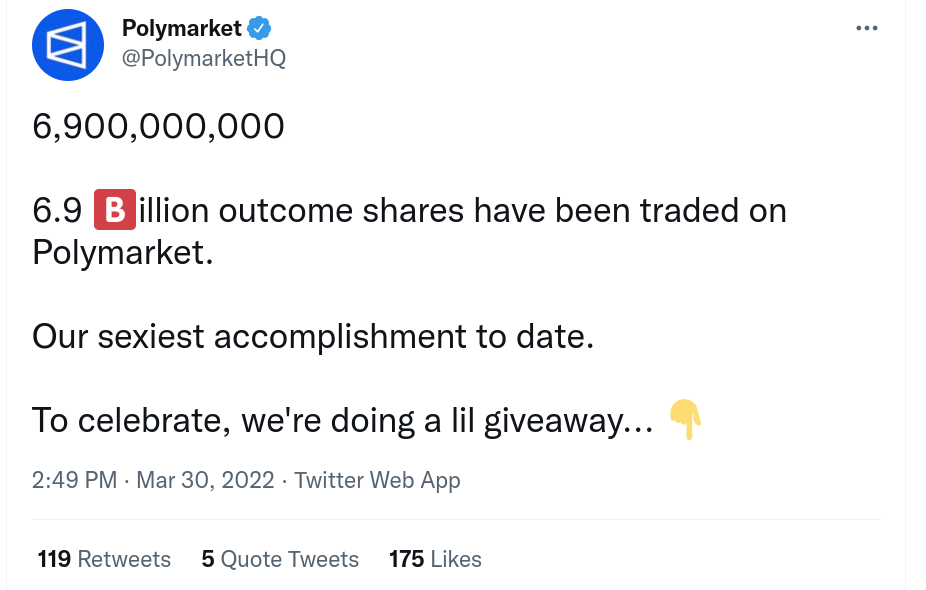 Polymarket
@PolymarketHQ
6,900,000,000
6.9 🅱️illion outcome shares have been traded on
Polymarket.
Our sexiest accomplishment to date.
To celebrate, we're doing a lil giveaway... 👇
2:49 PM · Mar 30, 2022 · Twitter Web App
119 Retweets 5 Quote Tweets 175 Likes